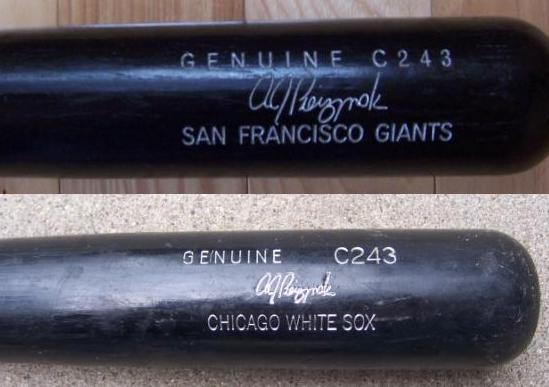 GENUINE C243
AJ Pierzynski
SAN FRANCISCO GIANTS
GENUINE C243
AJ Pierzynski
CHICAGO WHITE SOX